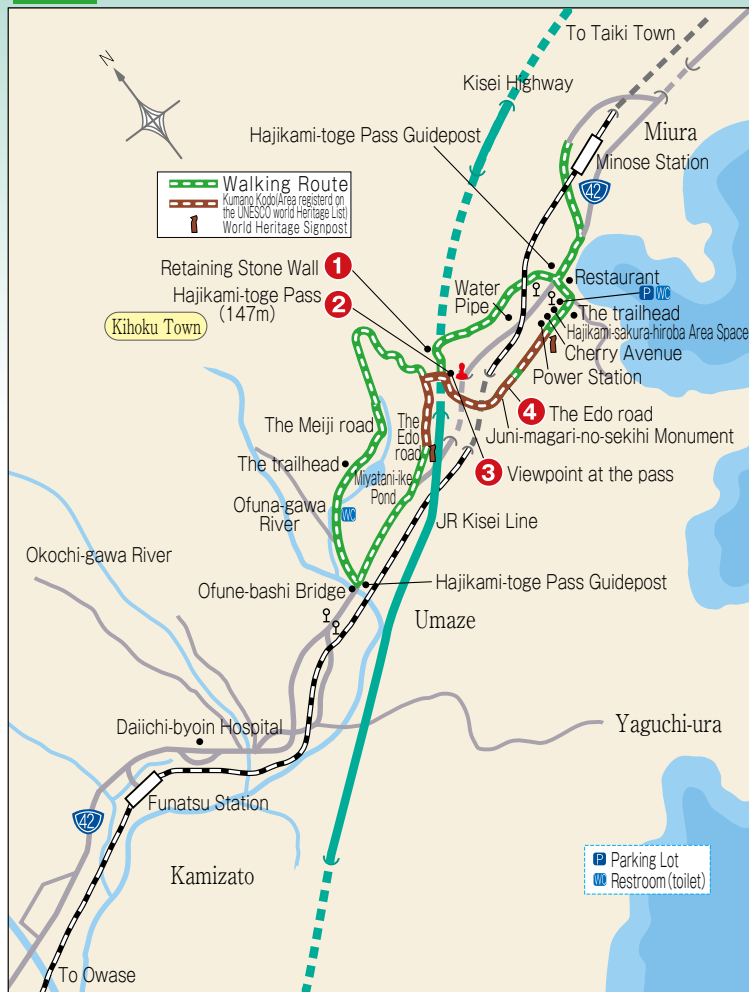 To Taiki Town
N
Kisei Highway
Hajikami-toge Pass Guidepost
Miura
Minose Station
42
Walking Route
Kumano Kodo(Area registerd on
the UNESCO world Heritage List)
World Heritage Signpost
Retaining Stone Wall 1
Hajikami-toge Pass 2
(147m)
Kihoku Town
Water
Pipe
Restaurant
P WC
The trailhead
Hajikami-sakura-hiroba Area Space
Cherry Avenue
Power Station
4 The Edo road
Juni-magari-no-sekihi Monument
The Meiji road
The
Edo
road
3 Viewpoint at the pass
The trailhead
Miyatani-ike
Pond
Ofuna-gawa
River
WC
JR Kisei Line
Okochi-gawa River
Ofune-bashi Bridge
Hajikami-toge Pass Guidepost
Umaze
Yaguchi-ura
Daiichi-byoin Hospital
Funatsu Station
42
Kamizato
P Parking Lot
WC Restroom(toilet)
To Owase